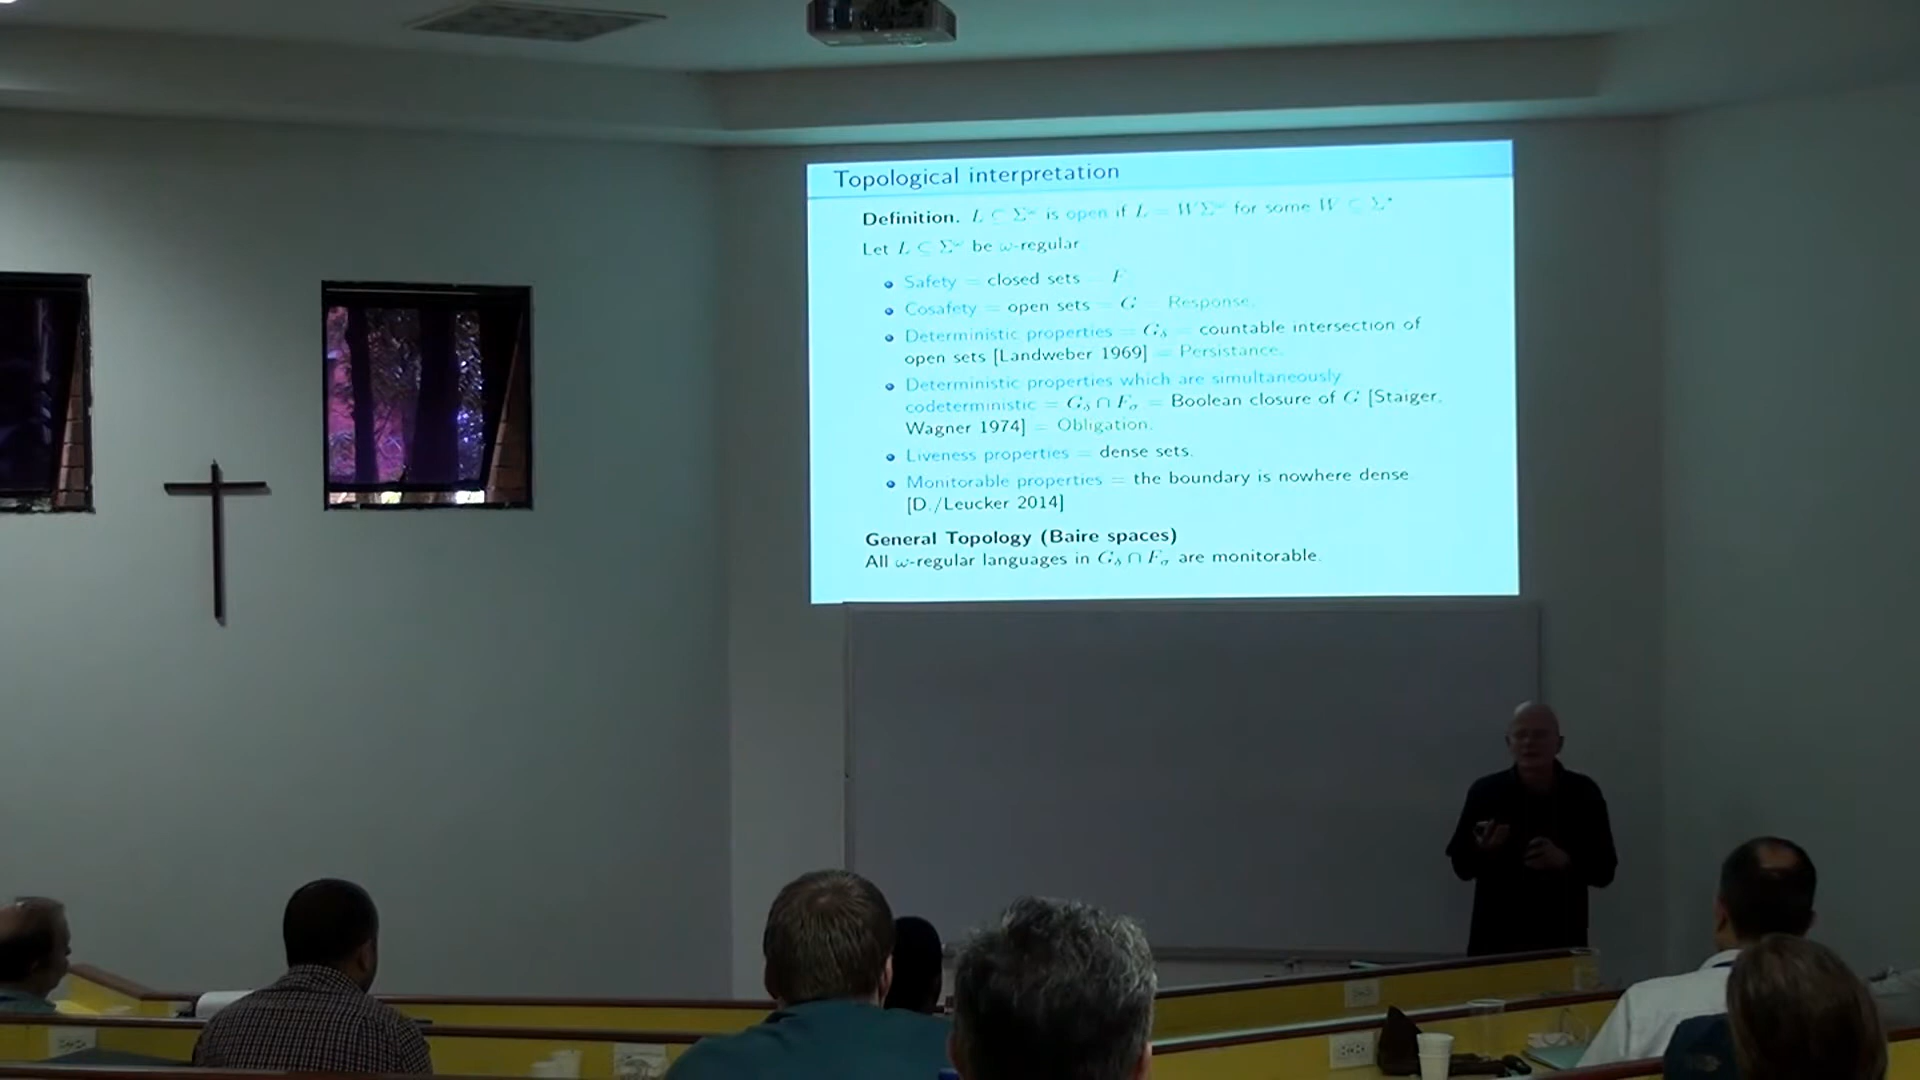 Topological interpretation
Definition. L ⊆ Σ^ω is open if L = WΣ^ω for some W ⊆ Σ*
Let L ⊆ Σ^ω be ω-regular
• Safety = closed sets = F
• Cosafety = open sets = G = Response.
• Deterministic properties = G_δ = countable intersection of
open sets [Landweber 1969] = Persistance.
• Deterministic properties which are simultaneously
codeterministic = G_δ ∩ F_σ = Boolean closure of G [Staiger,
Wagner 1974] = Obligation.
• Liveness properties = dense sets.
• Monitorable properties = the boundary is nowhere dense
[D./Leucker 2014]
General Topology (Baire spaces)
All ω-regular languages in G_δ ∩ F_σ are monitorable.